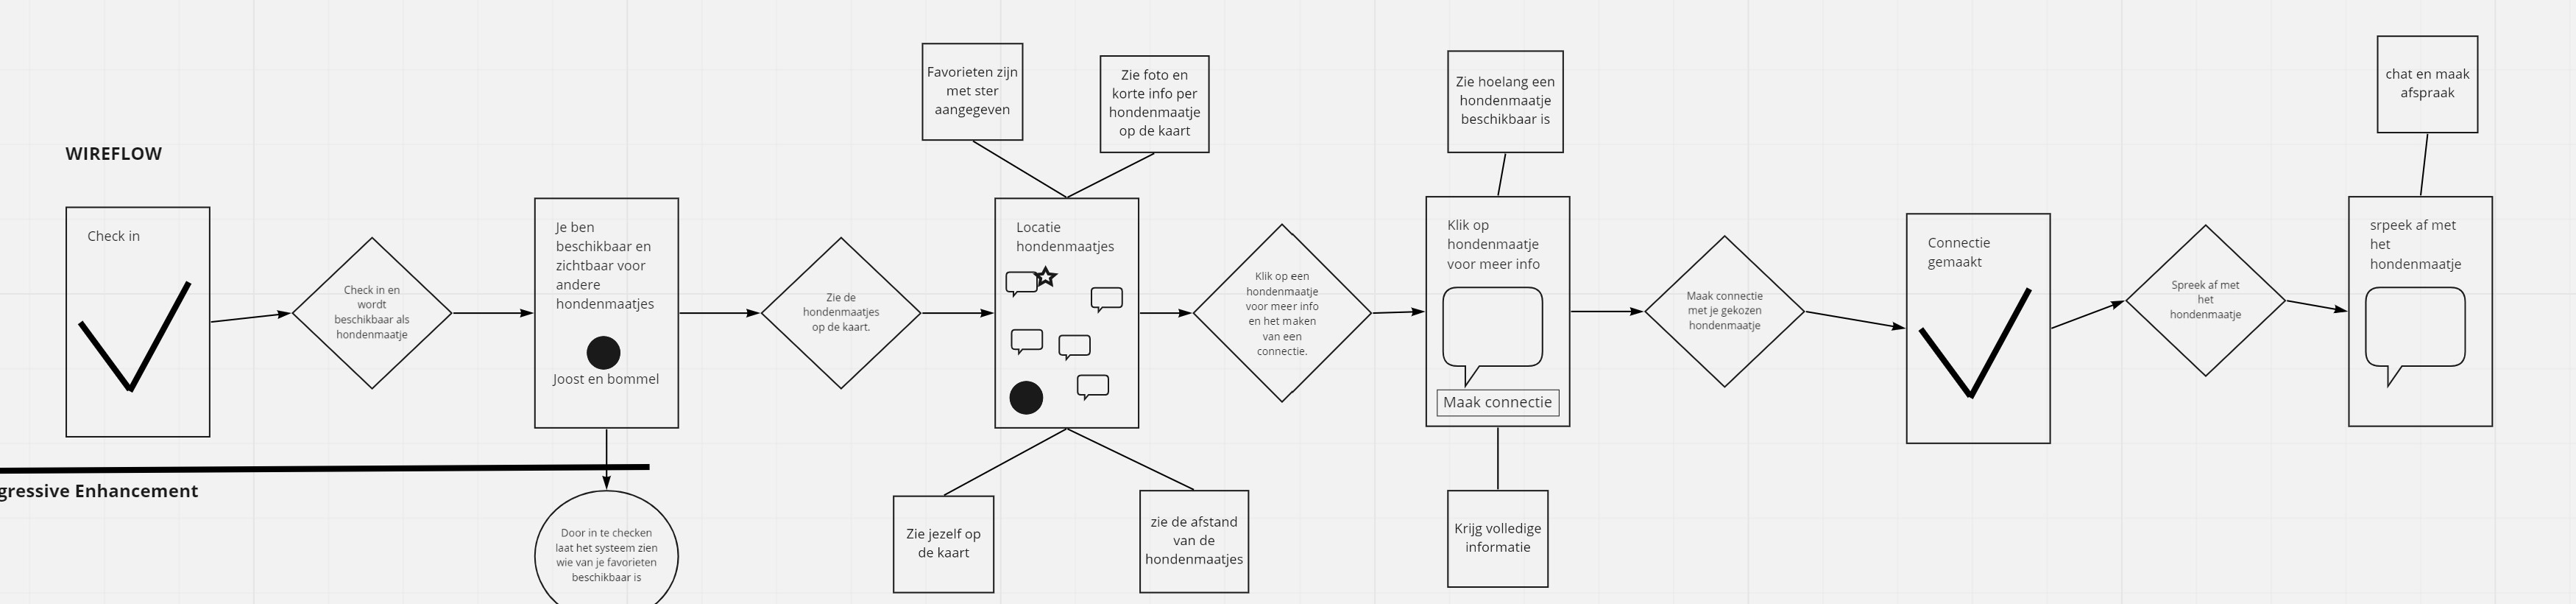 WIREFLOW
Check in
Check in en
wordt
beschikbaar als
hondenmaatje
Je ben
beschikbaar en
zichtbaar voor
andere
hondenmaatjes
Joost en bommel
gressive Enhancement
Door in te checken
laat het systeem zien
wie van je favorieten
beschikbaar is
Zie de
hondenmaatjes
op de kaart.
Favorieten zijn
met ster
aangegeven
Zie foto en
korte info per
hondenmaatje
op de kaart
Locatie
hondenmaatjes
Zie jezelf op
de kaart
zie de afstand
van de
hondenmaatjes
Klik op een
hondenmaatje
voor meer info
en het maken
van een
connectie.
Zie hoelang een
hondenmaatje
beschikbaar is
Klik op
hondenmaatje
voor meer info
Maak connectie
Krijg volledige
informatie
Maak connectie
met je gekozen
hondenmaatje
Connectie
gemaakt
Spreek af met
het
hondenmaatje
chat en maak
afspraak
srpeek af met
het
hondenmaatje